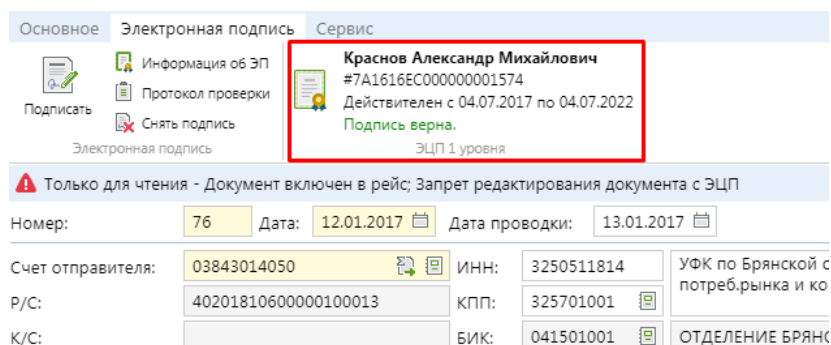 Основное Электронная подпись Сервис
Подписать
Информация об ЭП
Протокол проверки
Снять подпись
Электронная подпись
Краснов Александр Михайлович
#7A1616EC000000001574
Действителен с 04.07.2017 по 04.07.2022
Подпись верна.
ЭЦП 1 уровня
Только для чтения - Документ включен в рейс; Запрет редактирования документа с ЭЦП
Номер: 76 Дата: 12.01.2017 Дата проводки: 13.01.2017
Счет отправителя: 03843014050 ИНН: 3250511814 УФК по Брянской
потреб.рынка и ко
Р/С: 40201810600000100013 КПП: 325701001
К/С: БИК: 041501001 ОТДЕЛЕНИЕ БРЯНС